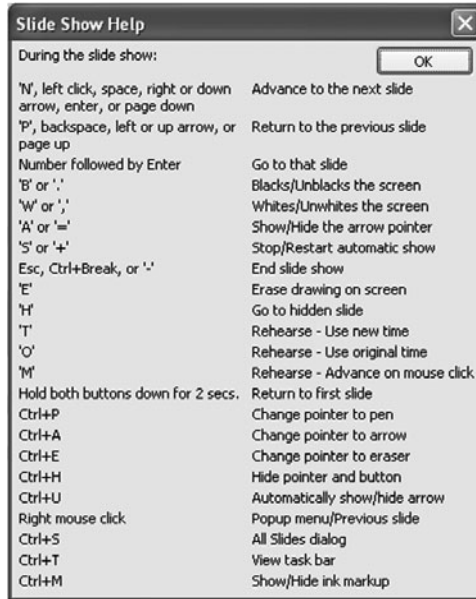 Slide Show Help
During the slide show:
OK
'N', left click, space, right or down arrow, enter, or page down Advance to the next slide
'P', backspace, left or up arrow, or page up Return to the previous slide
Number followed by Enter Go to that slide
'B' or '.' Blacks/Unblacks the screen
'W' or ',' Whites/Unwhites the screen
'A' or '=' Show/Hide the arrow pointer
'S' or '+' Stop/Restart automatic show
Esc, Ctrl+Break, or '-' End slide show
'E' Erase drawing on screen
'H' Go to hidden slide
'T' Rehearse - Use new time
'O' Rehearse - Use original time
'M' Rehearse - Advance on mouse click
Hold both buttons down for 2 secs. Return to first slide
Ctrl+P Change pointer to pen
Ctrl+A Change pointer to arrow
Ctrl+E Change pointer to eraser
Ctrl+H Hide pointer and button
Ctrl+U Automatically show/hide arrow
Right mouse click Popup menu/Previous slide
Ctrl+S All Slides dialog
Ctrl+T View task bar
Ctrl+M Show/Hide ink markup